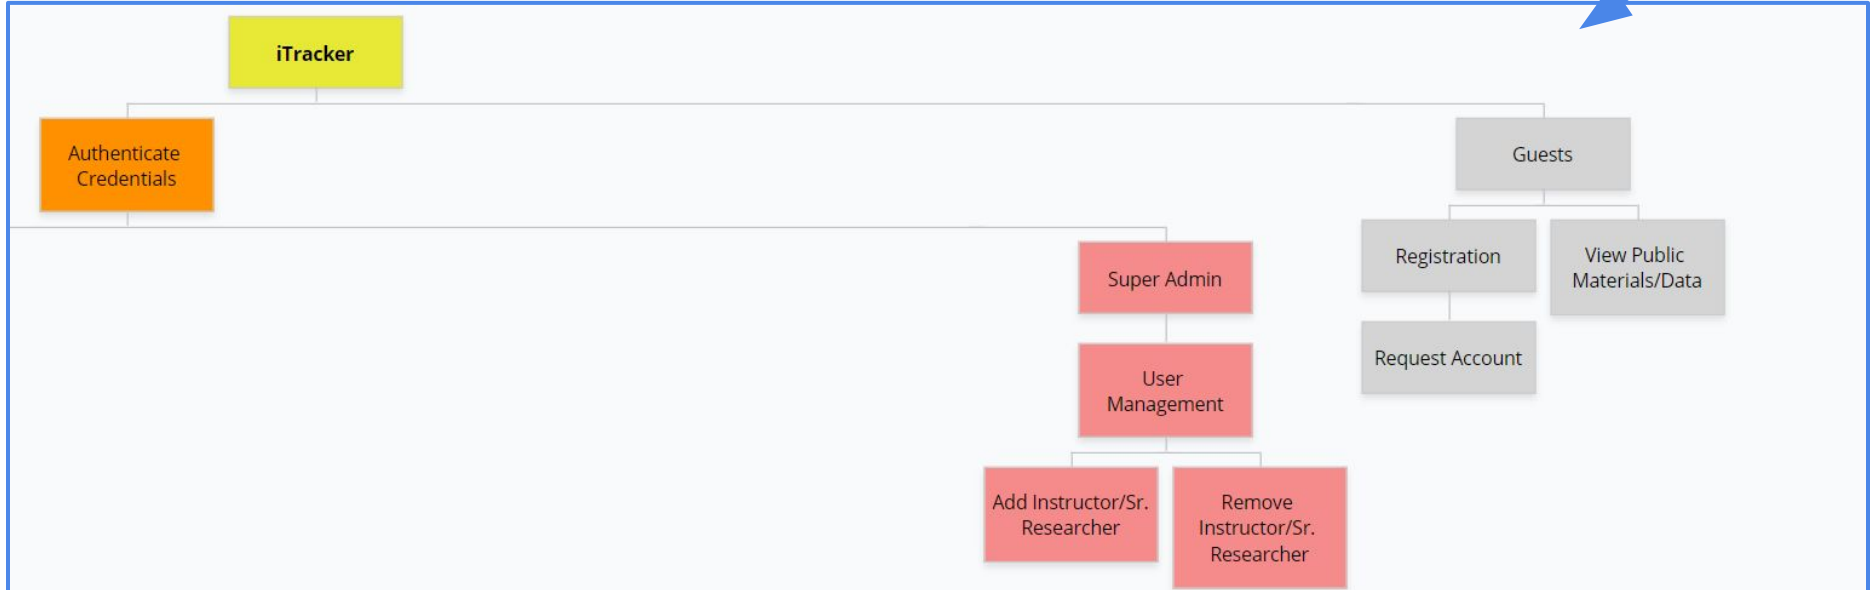 iTracker
Authenticate
Credentials
Guests
Registration
View Public
Materials/Data
Super Admin
Request Account
User
Management
Add Instructor/Sr.
Researcher
Remove
Instructor/Sr.
Researcher